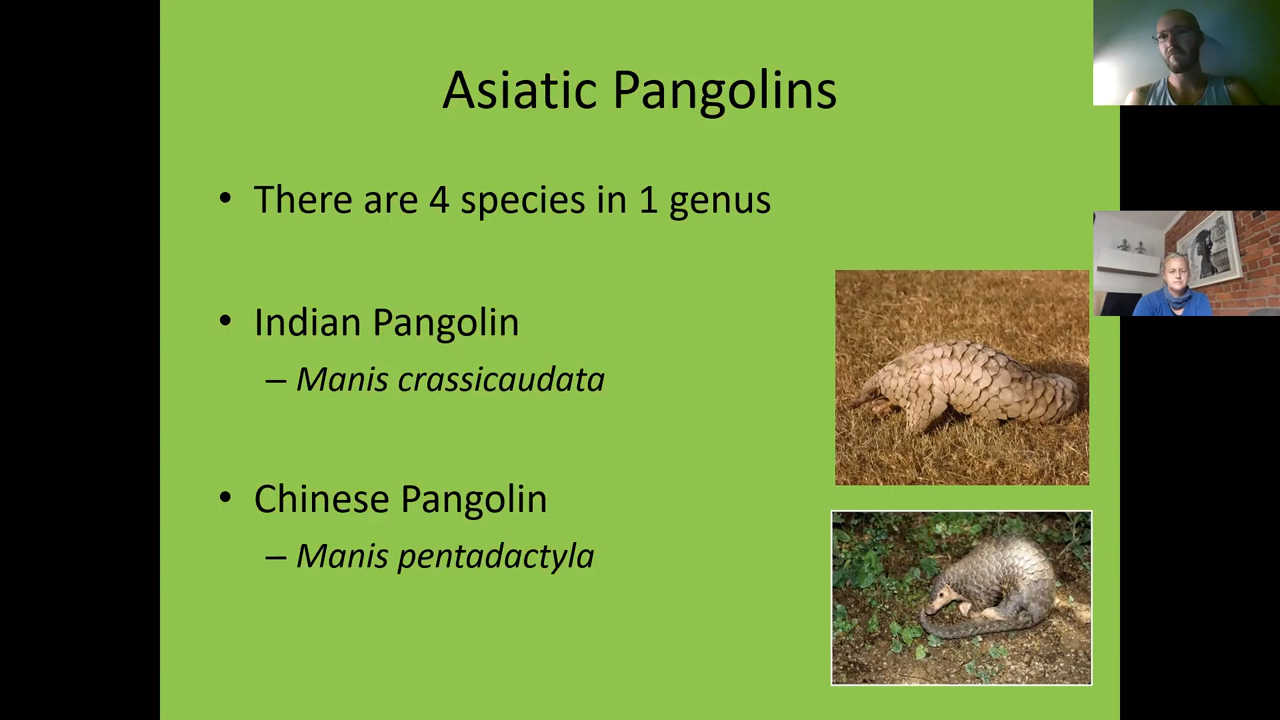 Asiatic Pangolins
• There are 4 species in 1 genus
• Indian Pangolin
– Manis crassicaudata
• Chinese Pangolin
– Manis pentadactyla